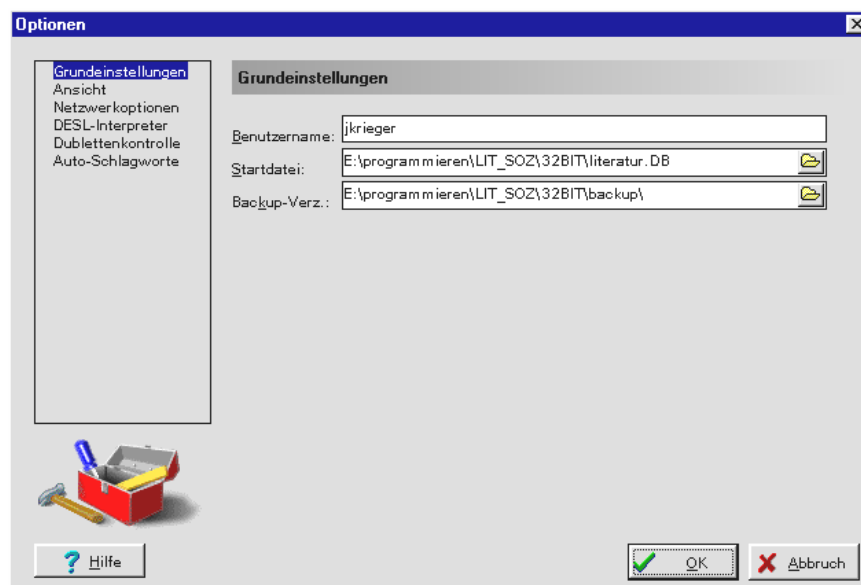 Optionen
Grundeinstellungen
Ansicht
Netzwerkoptionen
DESL-Interpreter
Dublettenkontrolle
Auto-Schlagworte
Grundeinstellungen
Benutzername: jkrieger
Startdatei: E:\programmieren\LIT_SOZ\32BIT\literatur.DB
Backup-Verz.: E:\programmieren\LIT_SOZ\32BIT\backup\
Hilfe
OK
Abbruch